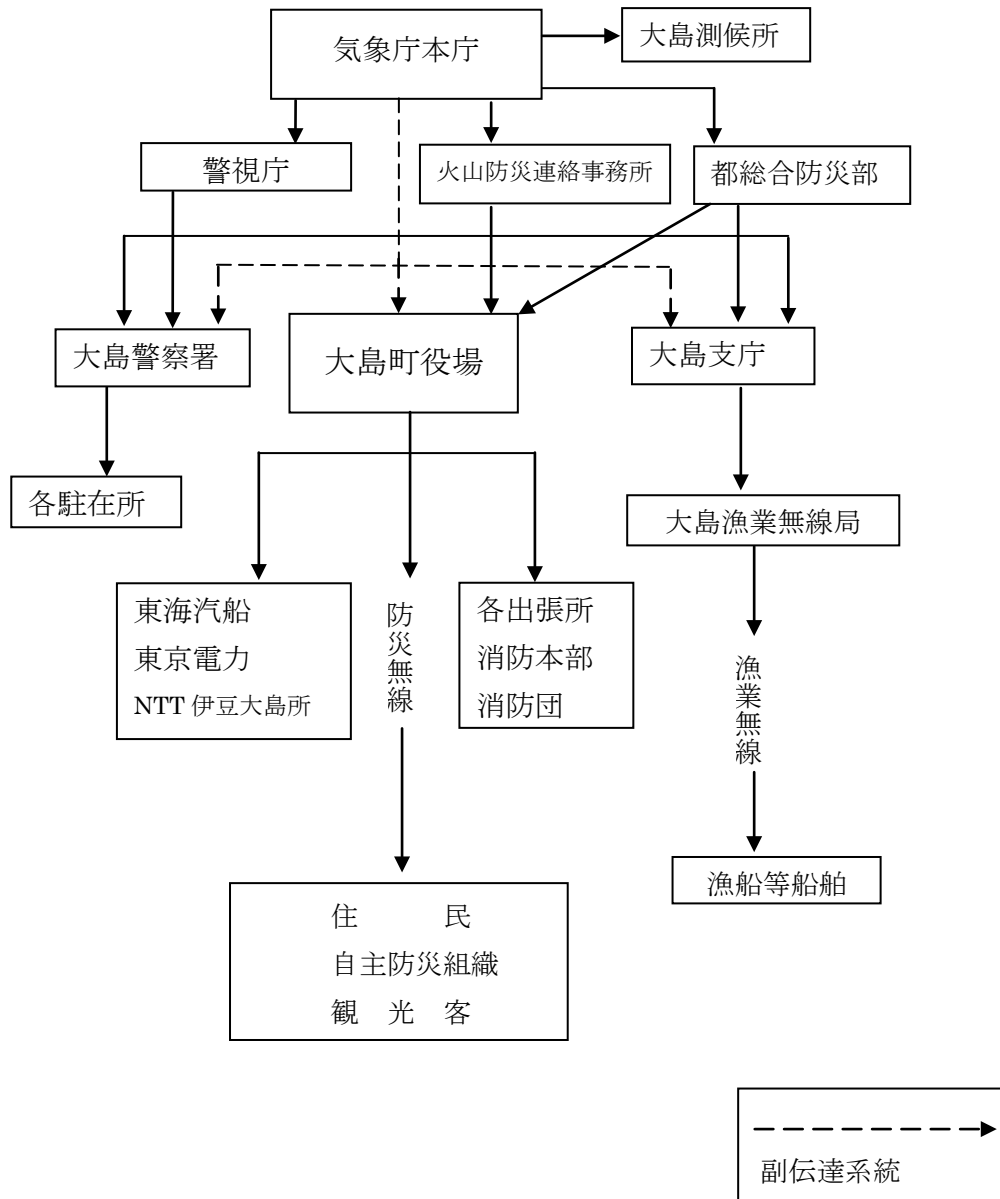 気象庁本庁
大島測候所
警視庁
火山防災連絡事務所
都総合防災部
大島警察署
大島町役場
大島支庁
各駐在所
大島漁業無線局
東海汽船
東京電力
NTT 伊豆大島所
防災無線
各出張所
消防本部
消防団
漁業無線
漁船等船舶
住　　　民
自主防災組織
観　光　客
副伝達系統